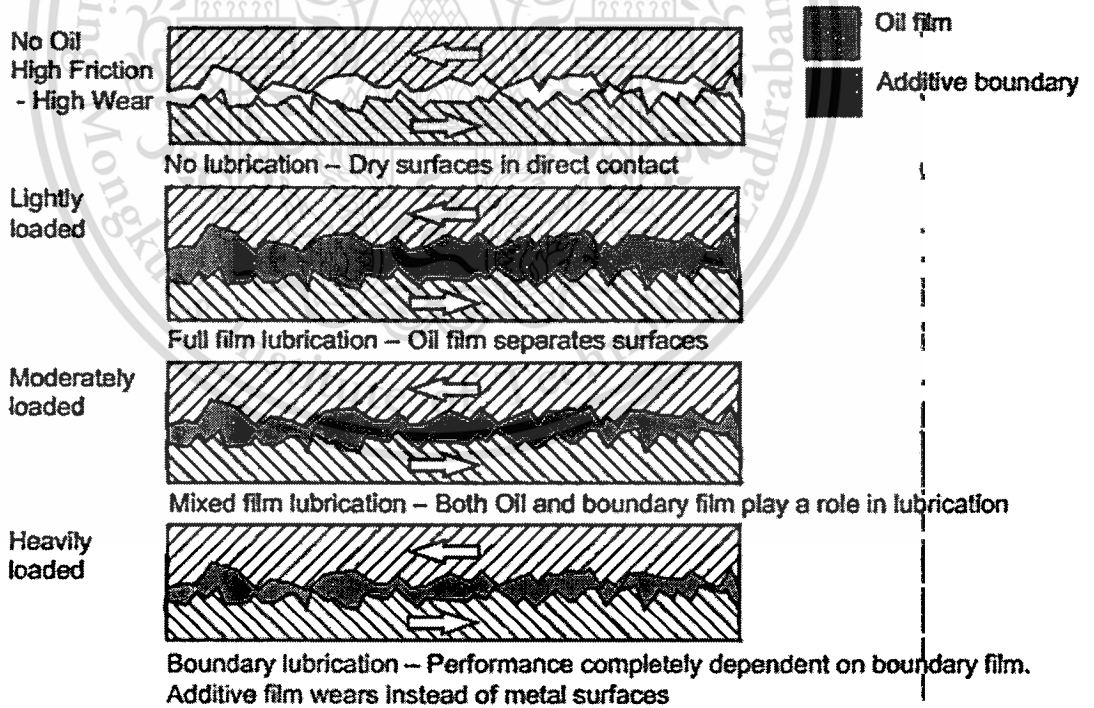 Oil film
Additive boundary
No Oil
High Friction
- High Wear
No lubrication – Dry surfaces in direct contact
Lightly
loaded
Full film lubrication – Oil film separates surfaces
Moderately
loaded
Mixed film lubrication – Both Oil and boundary film play a role in lubrication
Heavily
loaded
Boundary lubrication – Performance completely dependent on boundary film.
Additive film wears instead of metal surfaces